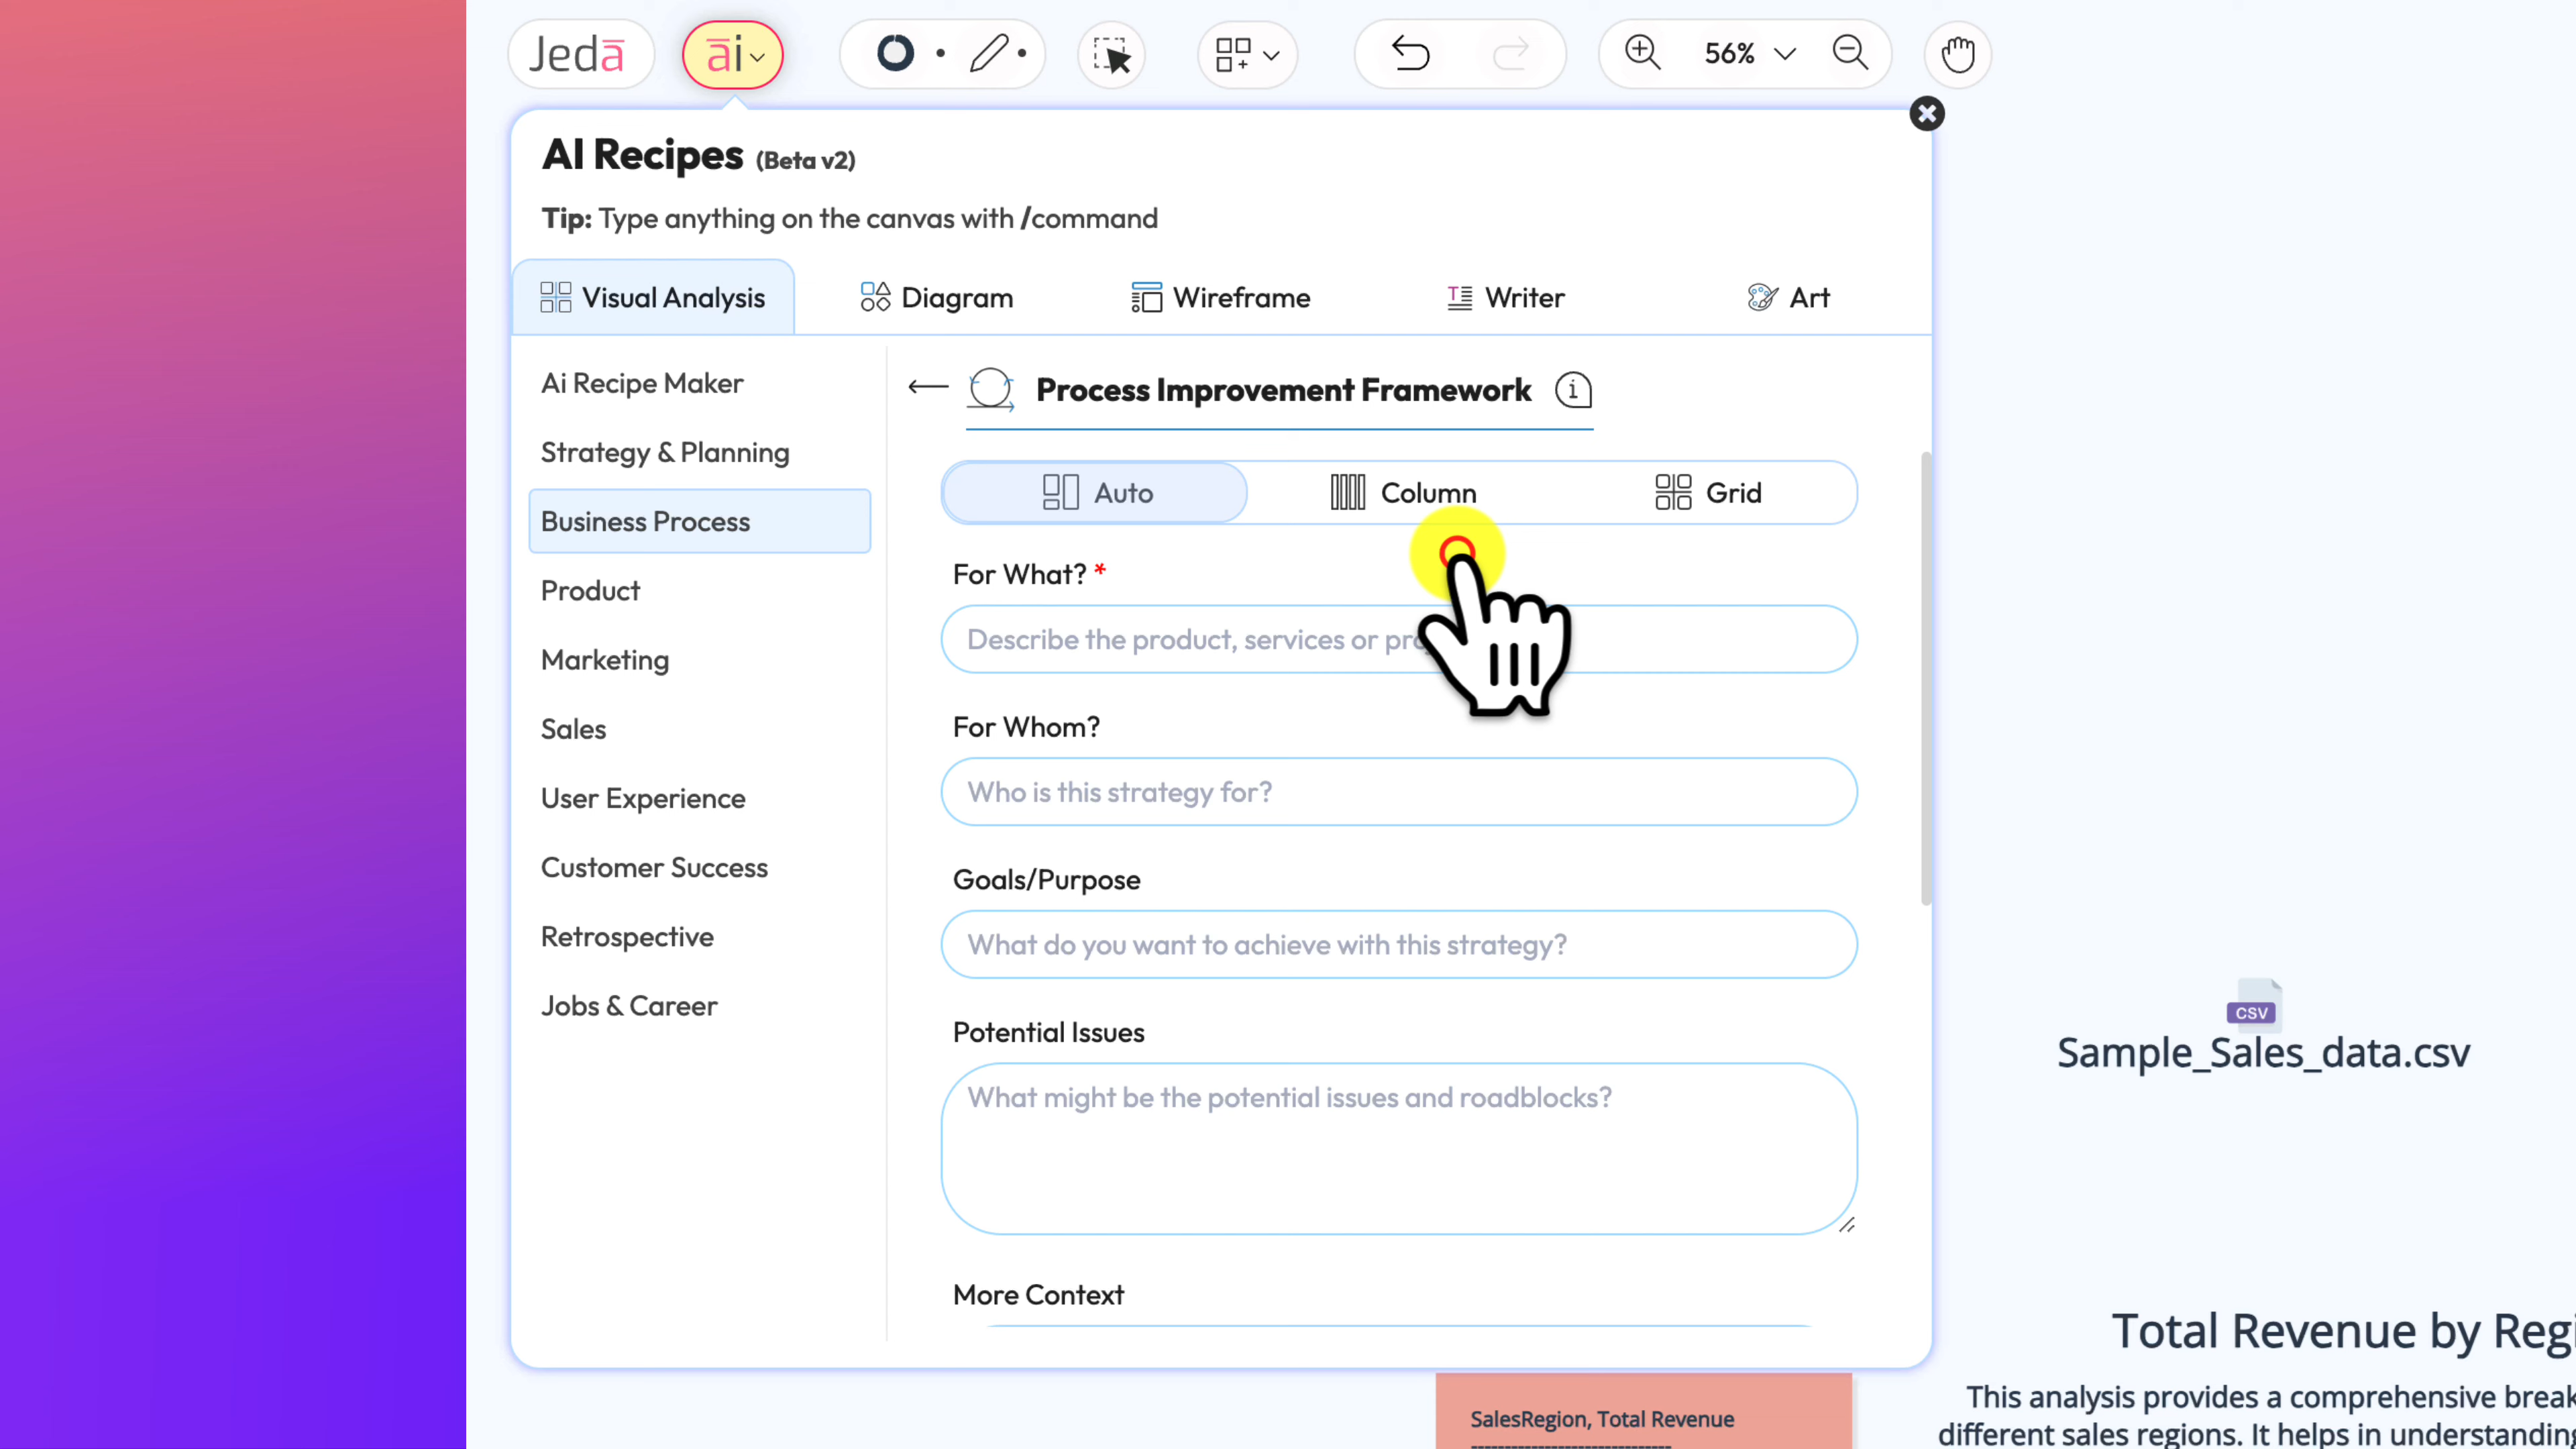 Jedā āi 56%
AI Recipes (Beta v2)
Tip: Type anything on the canvas with /command
Visual Analysis Diagram Wireframe Writer Art
Ai Recipe Maker
Strategy & Planning
Business Process
Product
Marketing
Sales
User Experience
Customer Success
Retrospective
Jobs & Career
Process Improvement Framework
Auto Column Grid
For What? *
Describe the product, services or
For Whom?
Who is this strategy for?
Goals/Purpose
What do you want to achieve with this strategy?
Potential Issues
What might be the potential issues and roadblocks?
More Context
CSV
Sample_Sales_data.csv
Total Revenue by Regi
This analysis provides a comprehensive break
different sales regions. It helps in understanding
SalesRegion, Total Revenue
------------------------------